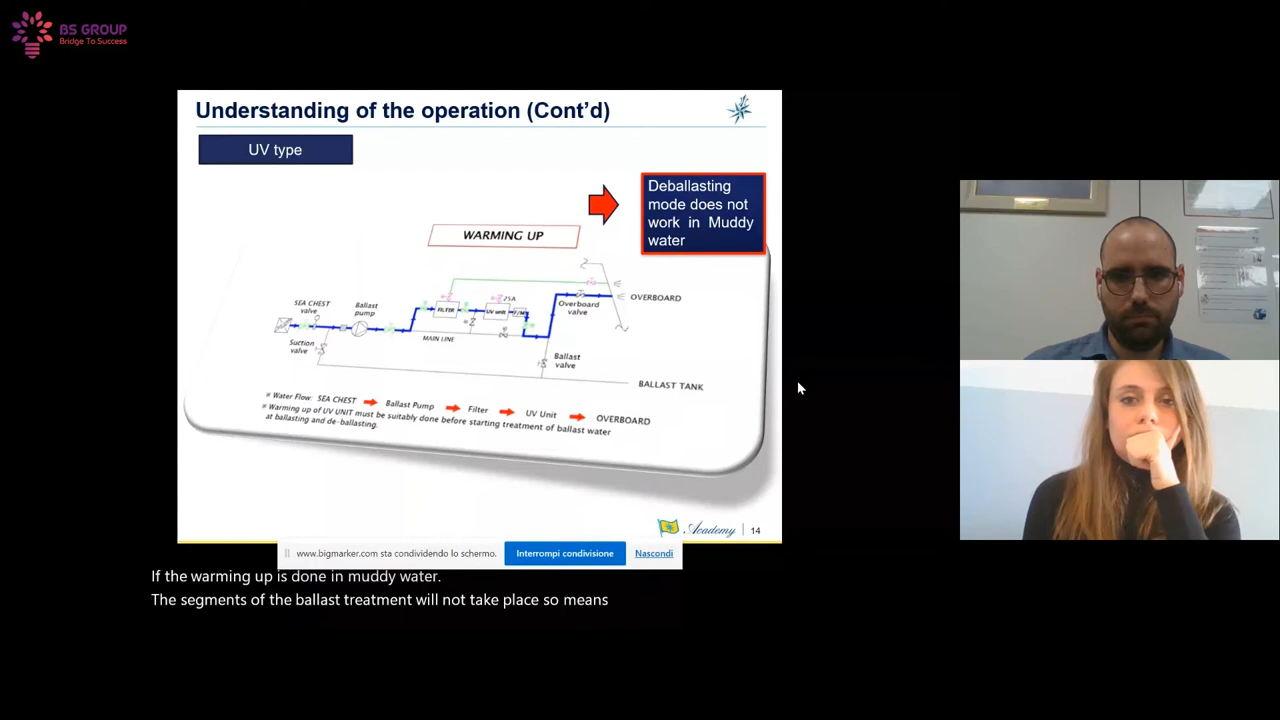 BS GROUP
Bridge To Success
Understanding of the operation (Cont'd)
UV type
Deballasting
mode does not
work in Muddy
water
WARMING UP
OVERBOARD
Overboard
valve
25A
FILTER
UV unit
F/M
SEA CHEST
valve
Ballast
pump
MAIN LINE
Suction
valve
Ballast
valve
BALLAST TANK
※ Water Flow: SEA CHEST Ballast Pump Filter UV Unit OVERBOARD
※ Warming up of UV UNIT must be suitably done before starting treatment of ballast water
at ballasting and de-ballasting.
Academy 14
www.bigmarker.com sta condividendo lo schermo. Interrompi condivisione Nascondi
If the warming up is done in muddy water.
The segments of the ballast treatment will not take place so means